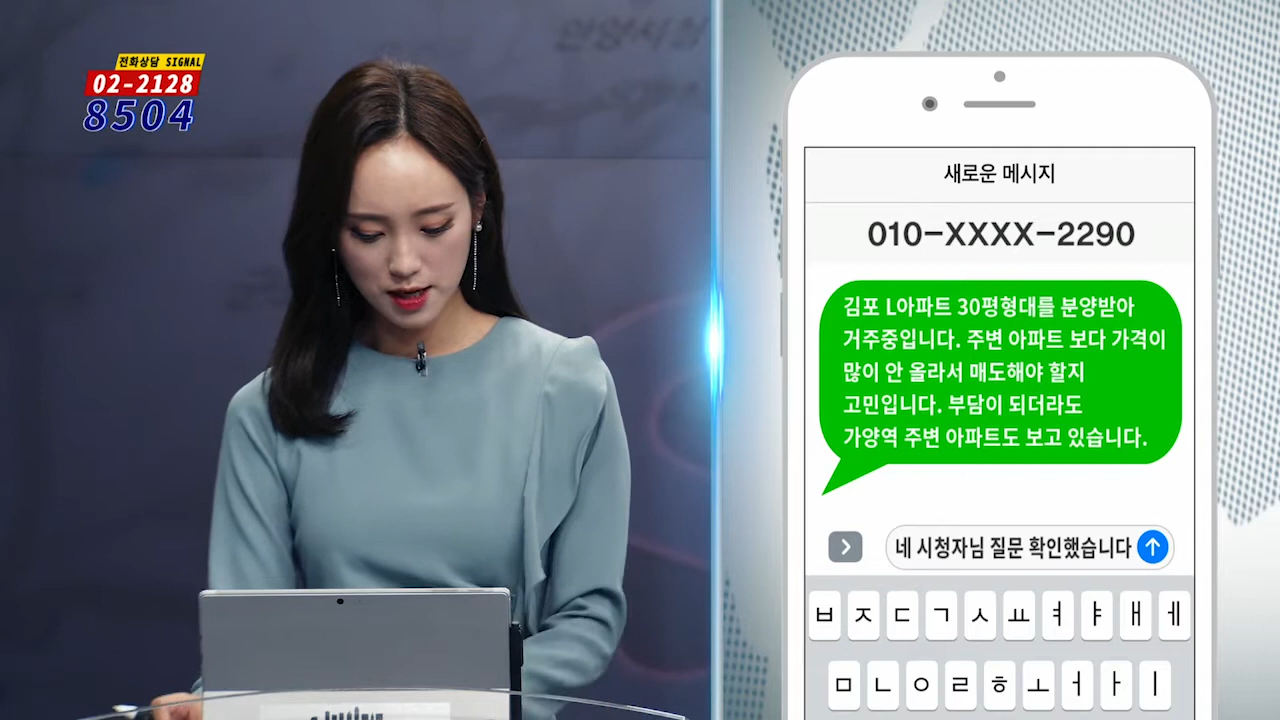 전화상담 SIGNAL
02-2128
8504
안양시청
새로운 메시지
010-XXXX-2290
김포 L아파트 30평형대를 분양받아
거주중입니다. 주변 아파트 보다 가격이
많이 안 올라서 매도해야 할지
고민입니다. 부담이 되더라도
가양역 주변 아파트도 보고 있습니다.
네 시청자님 질문 확인했습니다
ㅂ ㅈ ㄷ ㄱ ㅅ ㅛ ㅕ ㅑ ㅐ ㅔ
ㅁ ㄴ ㅇ ㄹ ㅎ ㅗ ㅓ ㅏ ㅣ